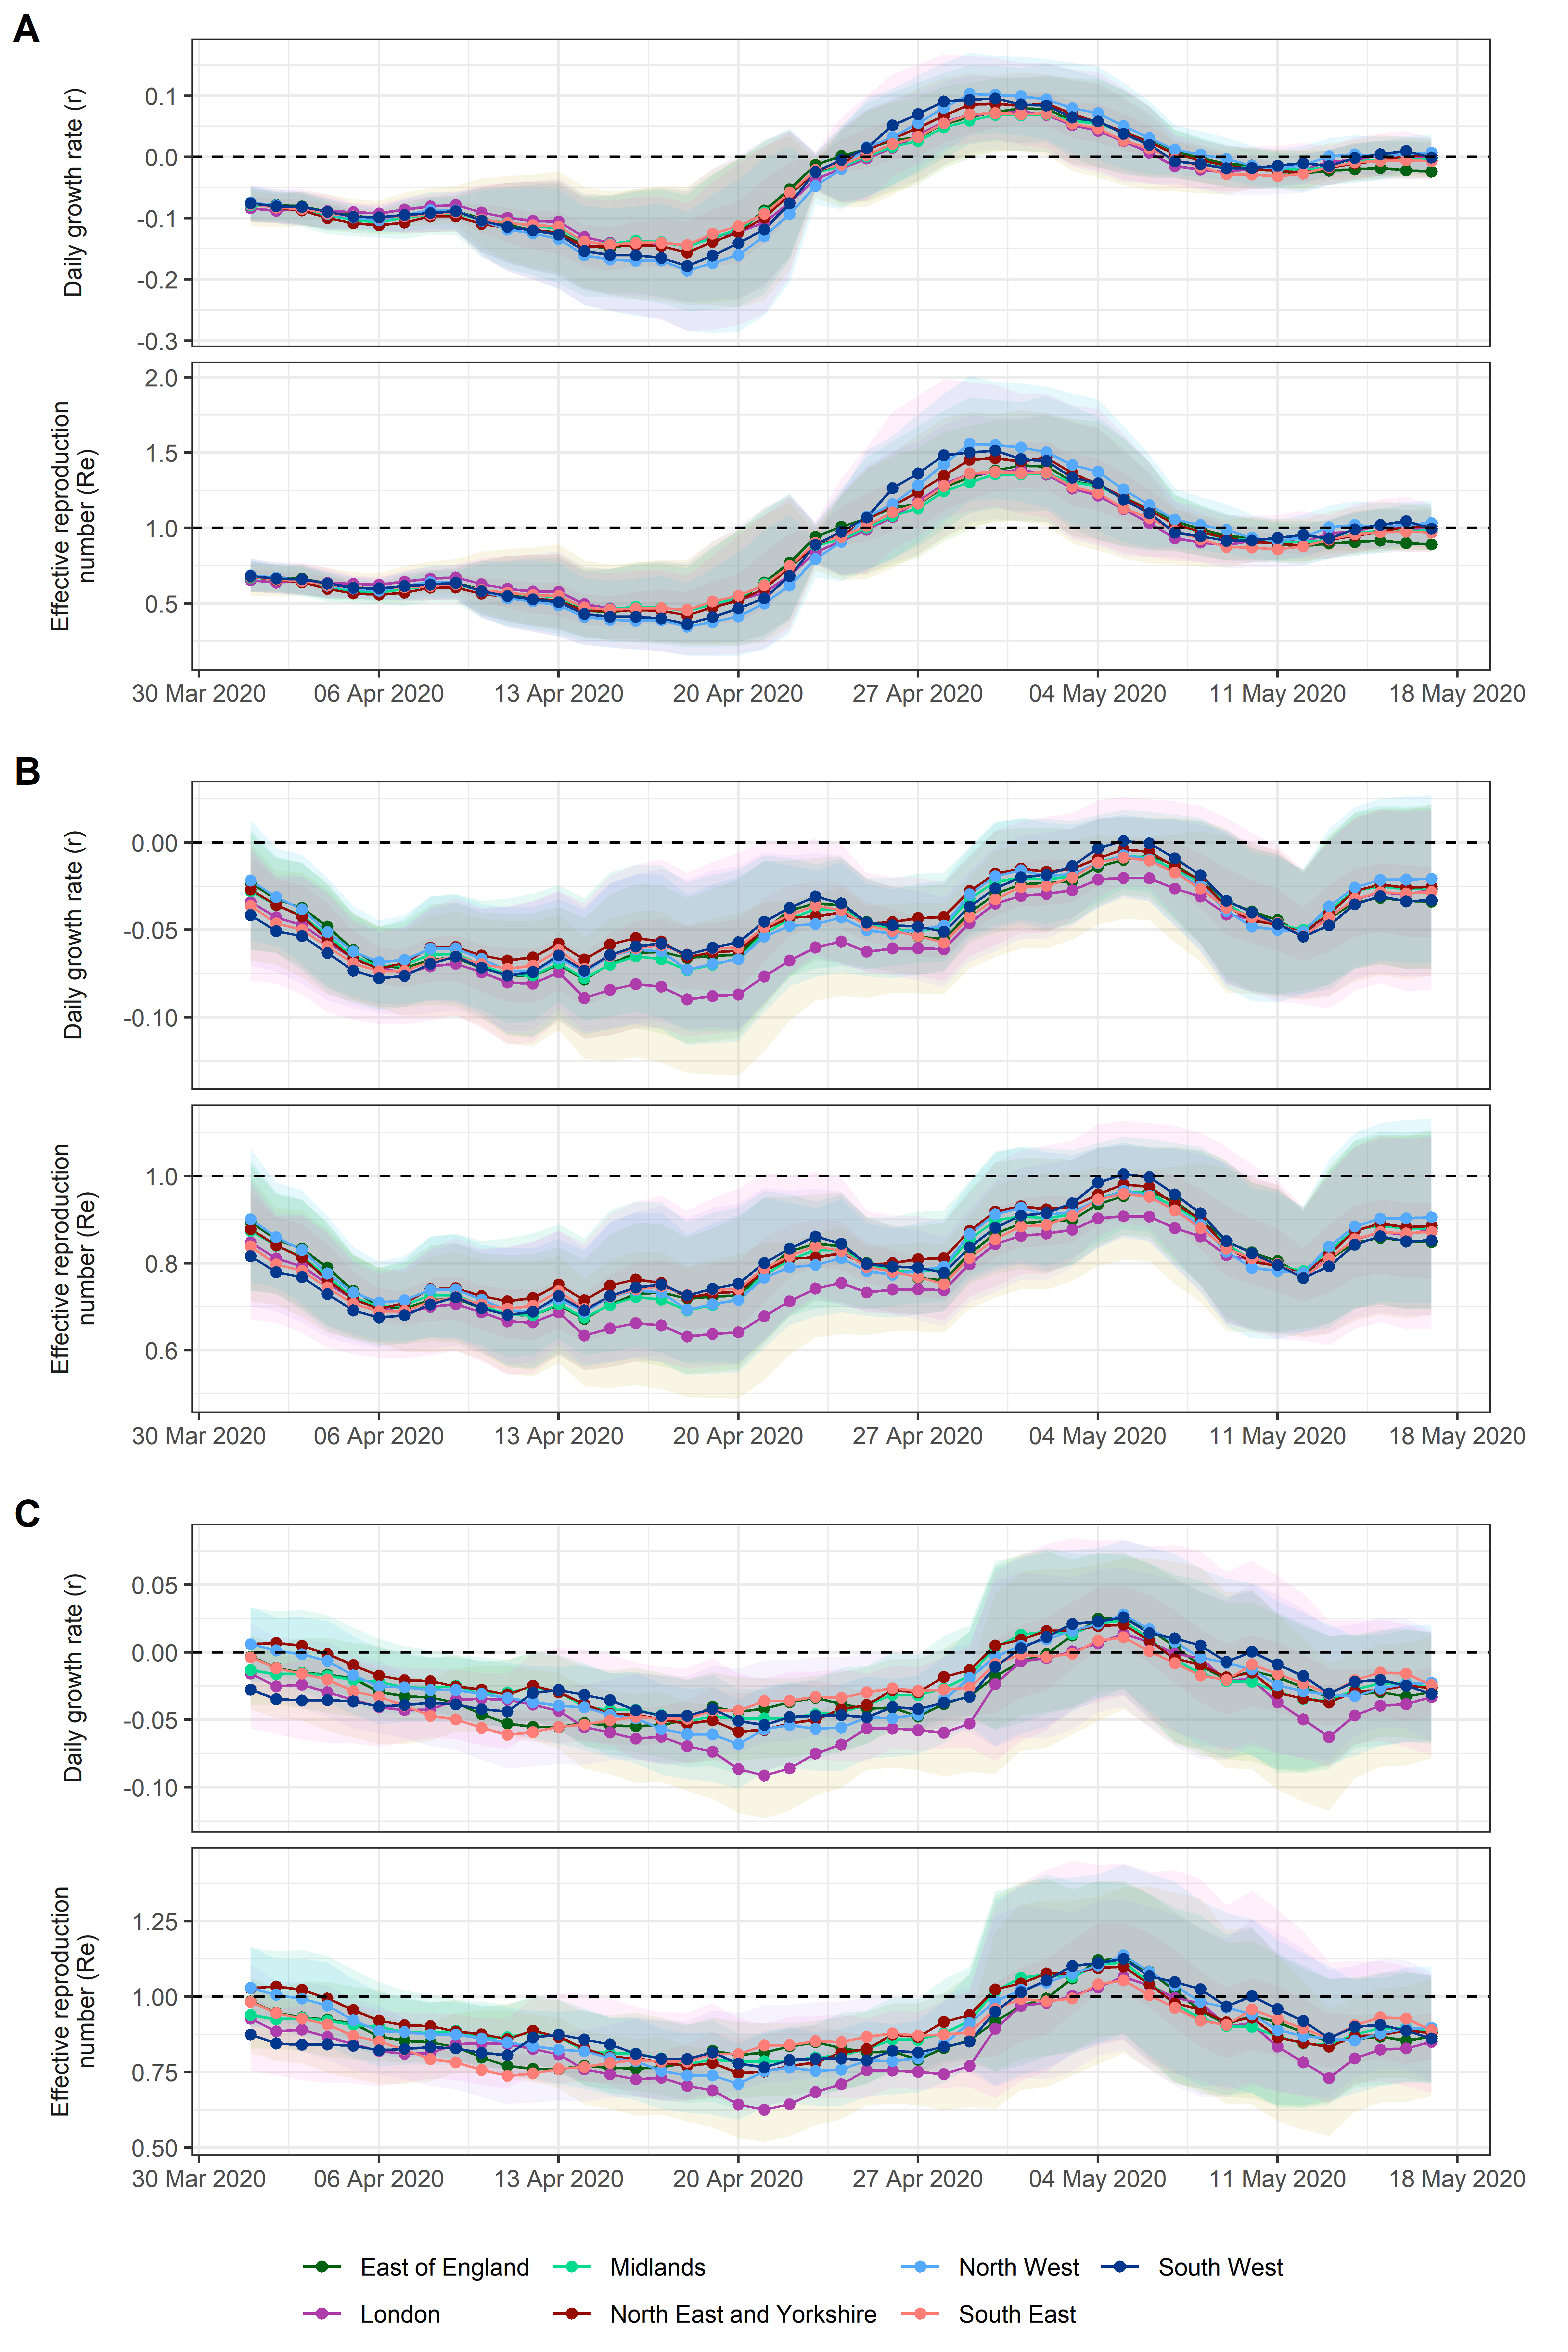 A
Daily growth rate (r)
0.1
0.0
-0.1
-0.2
-0.3
Effective reproduction
number (Re)
2.0
1.5
1.0
0.5
30 Mar 2020 06 Apr 2020 13 Apr 2020 20 Apr 2020 27 Apr 2020 04 May 2020 11 May 2020 18 May 2020
B
Daily growth rate (r)
0.00
-0.05
-0.10
Effective reproduction
number (Re)
1.0
0.8
0.6
30 Mar 2020 06 Apr 2020 13 Apr 2020 20 Apr 2020 27 Apr 2020 04 May 2020 11 May 2020 18 May 2020
C
Daily growth rate (r)
0.05
0.00
-0.05
-0.10
Effective reproduction
number (Re)
1.25
1.00
0.75
0.50
30 Mar 2020 06 Apr 2020 13 Apr 2020 20 Apr 2020 27 Apr 2020 04 May 2020 11 May 2020 18 May 2020
East of England Midlands North West South West
London North East and Yorkshire South East